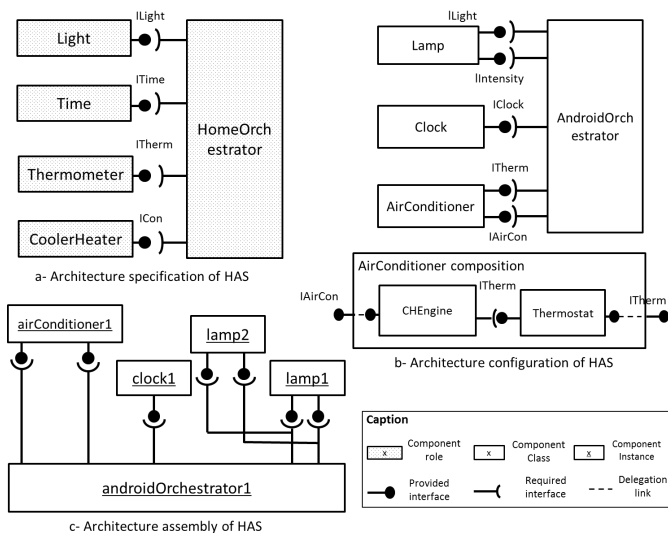 ILight
Light
ITime
Time
HomeOrch
estrator
ITherm
Thermometer
ICon
CoolerHeater
a- Architecture specification of HAS
ILight
Lamp
IIntensity
IClock
Clock
AndroidOrch
estrator
ITherm
AirConditioner
IAirCon
AirConditioner composition
ITherm
IAirCon
CHEngine
Thermostat
ITherm
b- Architecture configuration of HAS
airConditioner1
lamp2
clock1
lamp1
androidOrchestrator1
c- Architecture assembly of HAS
Caption
x
Component
role
x
Component
Class
x
Component
Instance
Provided
interface
Required
interface
Delegation
link